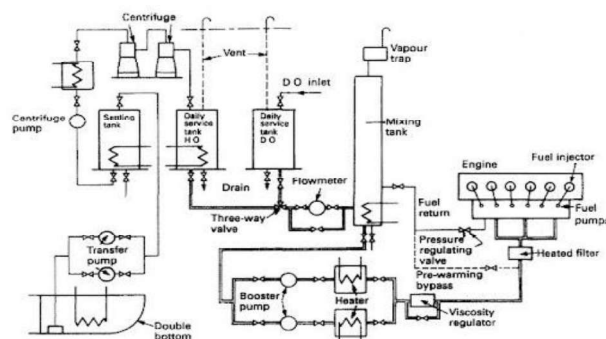 Centrifuge
Vapour
trap
Vent
D O inlet
Centrifuge
pump
Settling
tank
Daily
service
tank
H O
Daily
service
tank
D O
Mixing
tank
Engine
Fuel injector
Drain
Flowmeter
Three-way
valve
Fuel
return
Fuel
pump
Pressure
regulating
valve
Heated filter
Transfer
pump
Pre-warming
bypass
Booster
pump
Heater
Viscosity
regulator
Double
bottom